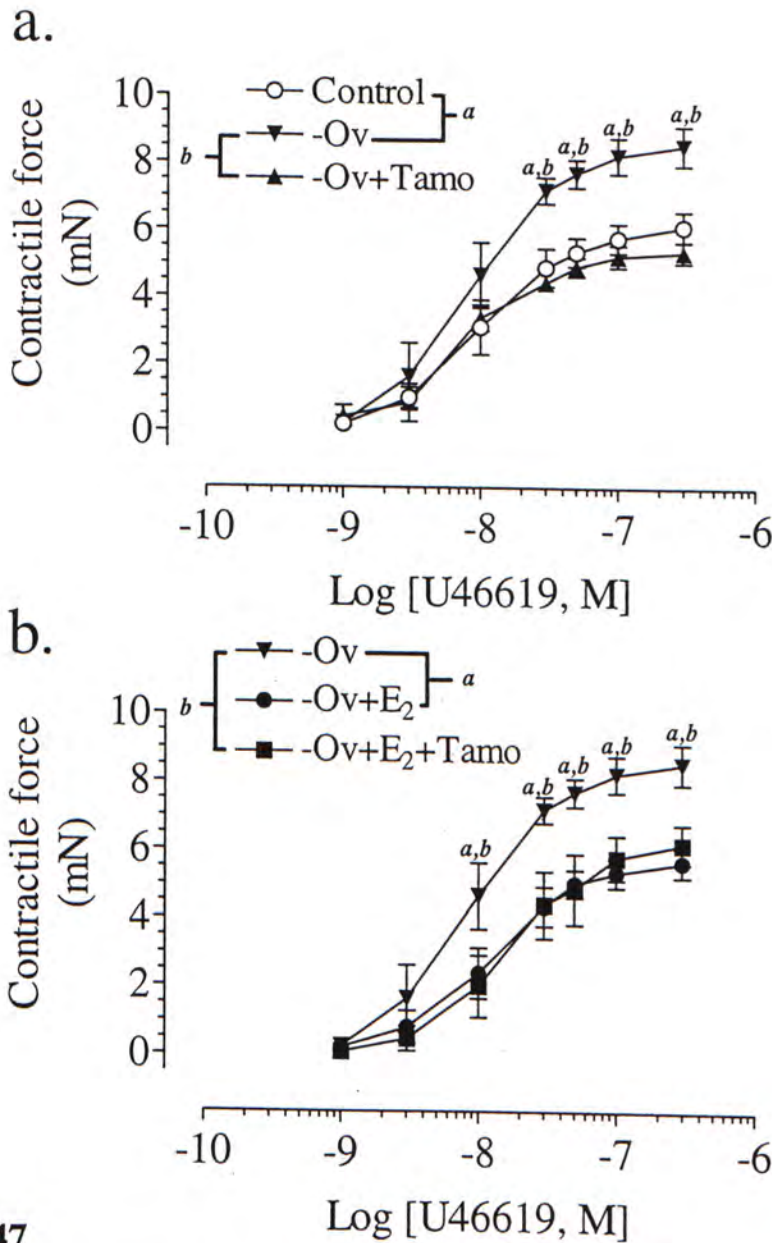 a.
Control
a
-Ov
b
-Ov+Tamo
Contractile force
(mN)
10
8
6
4
2
0
a,b
a,b
a,b
a,b
-10
-9
-8
-7
-6
Log [U46619, M]
b.
-Ov
b
a
-Ov+E₂
-Ov+E₂+Tamo
Contractile force
(mN)
10
8
6
4
2
0
a,b
a,b
a,b
a,b
a,b
-10
-9
-8
-7
-6
Log [U46619, M]
47